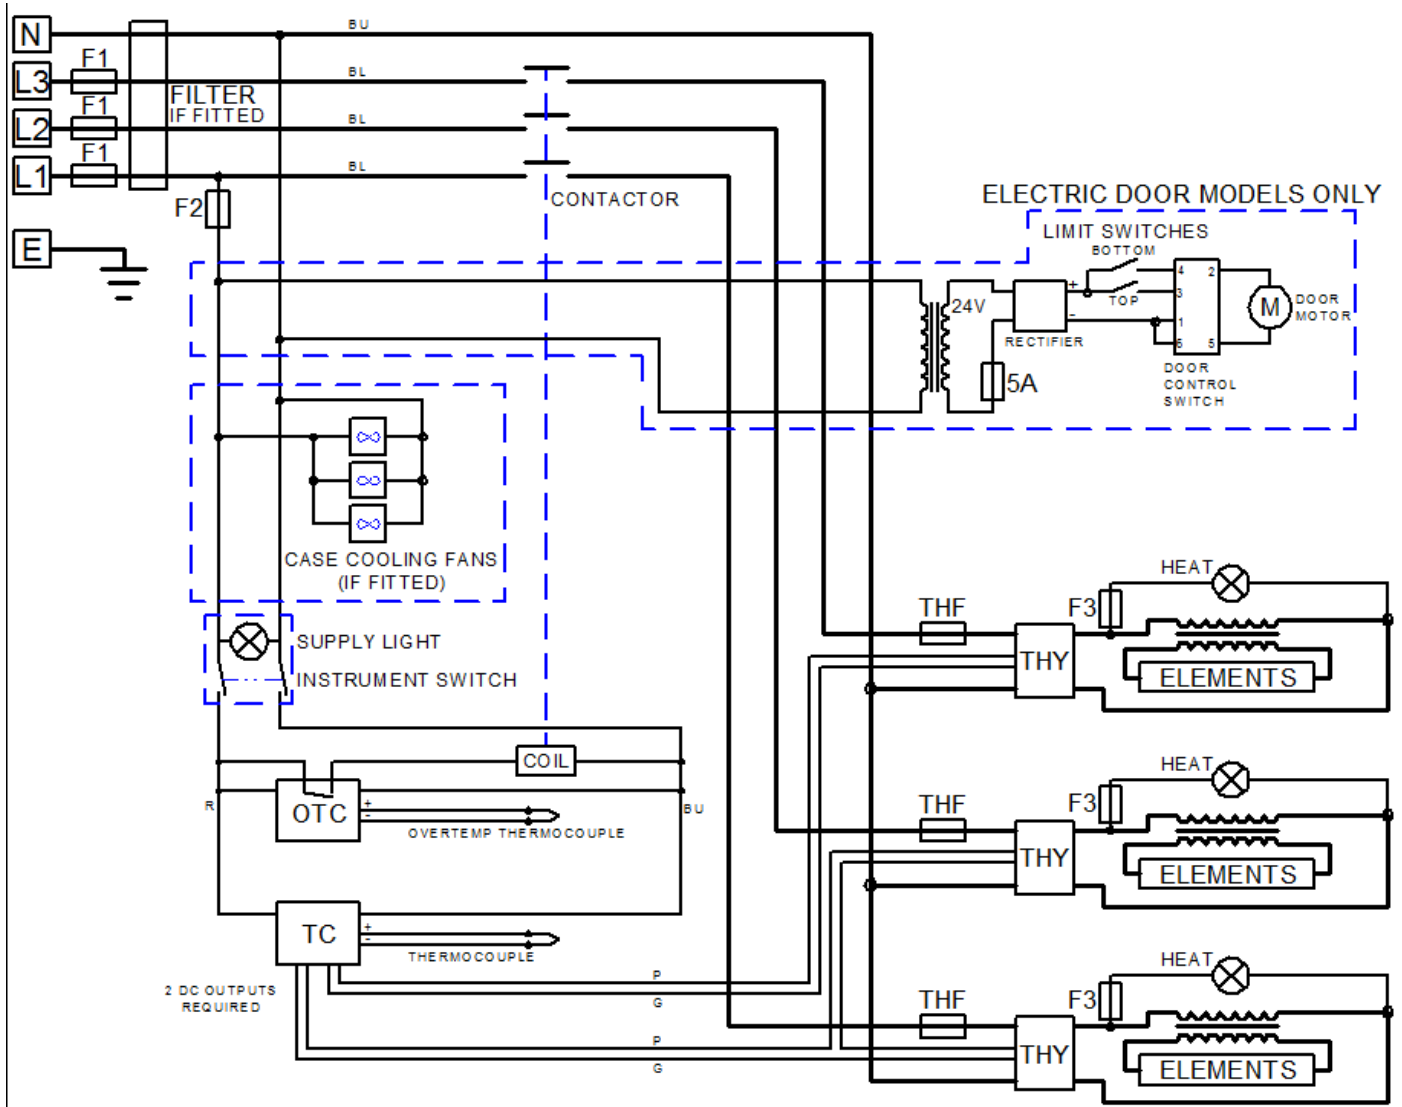 N
BU
L3
F1
BL
FILTER
IF FITTED
L2
F1
BL
L1
F1
BL
CONTACTOR
F2
E
ELECTRIC DOOR MODELS ONLY
LIMIT SWITCHES
BOTTOM
TOP
24V
+
-
RECTIFIER
5A
4
3
1
6
2
5
M
DOOR
MOTOR
DOOR
CONTROL
SWITCH
CASE COOLING FANS
(IF FITTED)
SUPPLY LIGHT
INSTRUMENT SWITCH
COIL
R
OTC
+
-
BU
OVERTEMP THERMOCOUPLE
TC
+
-
THERMOCOUPLE
2 DC OUTPUTS
REQUIRED
P
G
P
G
HEAT
THF
F3
THY
ELEMENTS
HEAT
THF
F3
THY
ELEMENTS
HEAT
THF
F3
THY
ELEMENTS